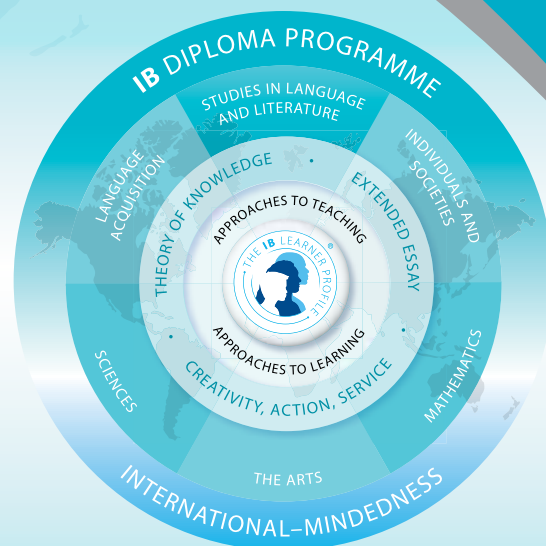 IB DIPLOMA PROGRAMME
STUDIES IN LANGUAGE
AND LITERATURE
LANGUAGE
ACQUISITION
INDIVIDUALS AND
SOCIETIES
THEORY OF KNOWLEDGE
EXTENDED ESSAY
APPROACHES TO TEACHING
THE IB LEARNER PROFILE
®
APPROACHES TO LEARNING
CREATIVITY, ACTION, SERVICE
SCIENCES
MATHEMATICS
THE ARTS
INTERNATIONAL–MINDEDNESS